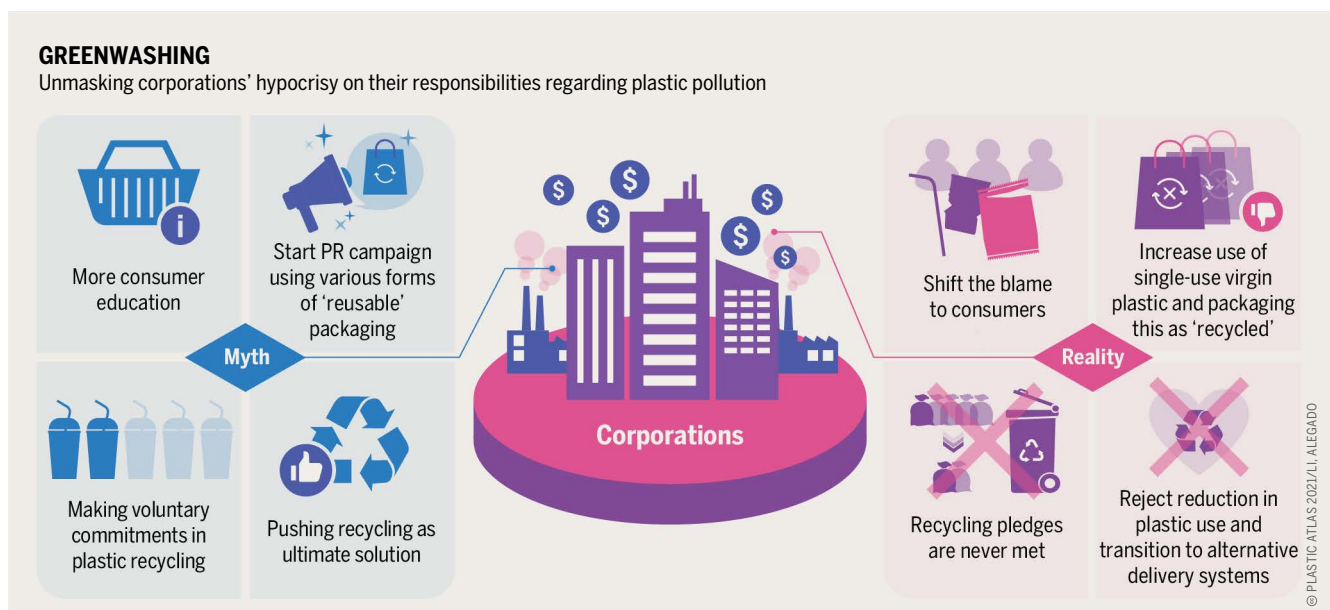 GREENWASHING
Unmasking corporations’ hypocrisy on their responsibilities regarding plastic pollution
More consumer
education
Start PR campaign
using various forms
of ‘reusable’
packaging
Myth
Making voluntary
commitments in
plastic recycling
Pushing recycling as
ultimate solution
$
$
$
$
$
$
Corporations
Shift the blame
to consumers
Increase use of
single-use virgin
plastic and packaging
this as ‘recycled’
Reality
Recycling pledges
are never met
Reject reduction in
plastic use and
transition to alternative
delivery systems
© PLASTIC ATLAS 2021/LI, ALEGADO